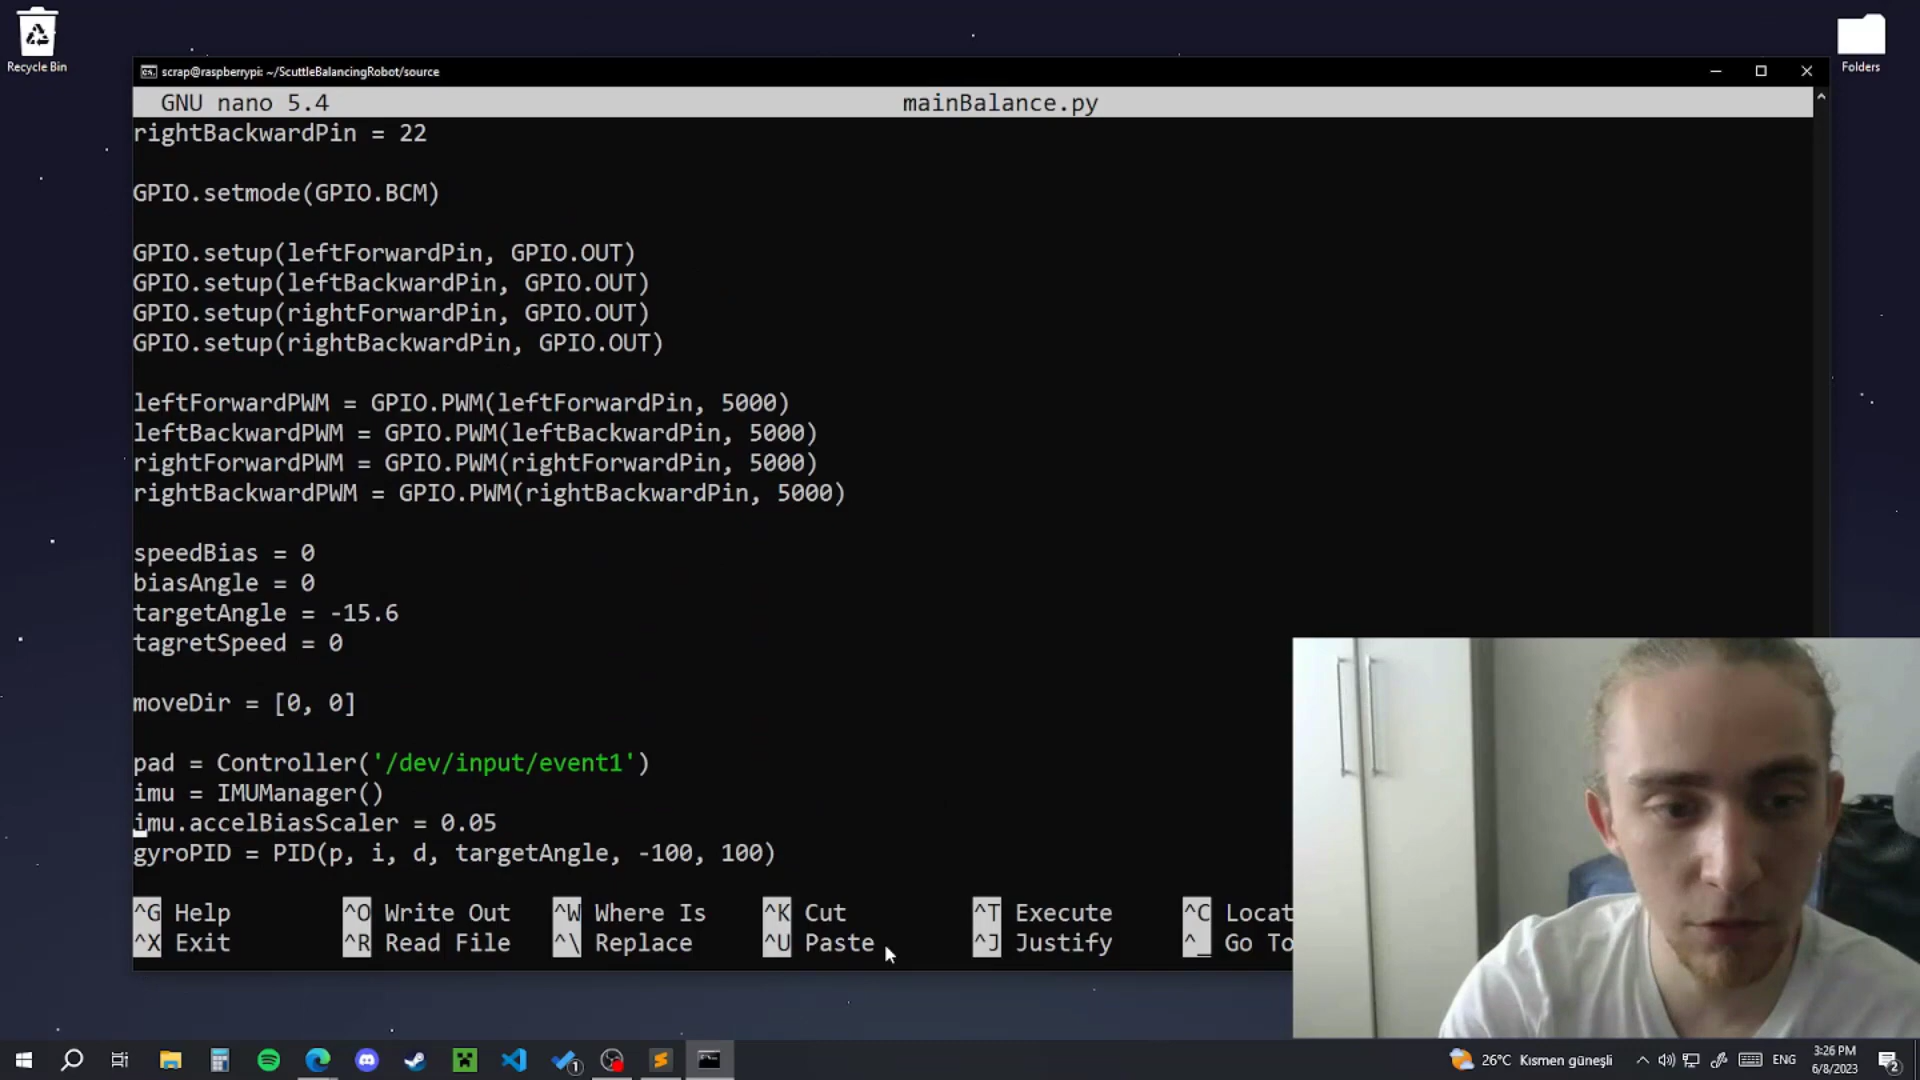 Recycle Bin
Folders
scrap@raspberrypi: ~/ScuttleBalancingRobot/source
GNU nano 5.4
mainBalance.py
rightBackwardPin = 22
GPIO.setmode(GPIO.BCM)
GPIO.setup(leftForwardPin, GPIO.OUT)
GPIO.setup(leftBackwardPin, GPIO.OUT)
GPIO.setup(rightForwardPin, GPIO.OUT)
GPIO.setup(rightBackwardPin, GPIO.OUT)
leftForwardPWM = GPIO.PWM(leftForwardPin, 5000)
leftBackwardPWM = GPIO.PWM(leftBackwardPin, 5000)
rightForwardPWM = GPIO.PWM(rightForwardPin, 5000)
rightBackwardPWM = GPIO.PWM(rightBackwardPin, 5000)
speedBias = 0
biasAngle = 0
targetAngle = -15.6
tagretSpeed = 0
moveDir = [0, 0]
pad = Controller('/dev/input/event1')
imu = IMUManager()
imu.accelBiasScaler = 0.05
gyroPID = PID(p, i, d, targetAngle, -100, 100)
^G Help ^O Write Out ^W Where Is ^K Cut ^T Execute ^C Locat
^X Exit ^R Read File ^\ Replace ^U Paste ^J Justify ^_ Go To
1
26°C Kısmen güneşli
ENG
3:26 PM
6/8/2023
2